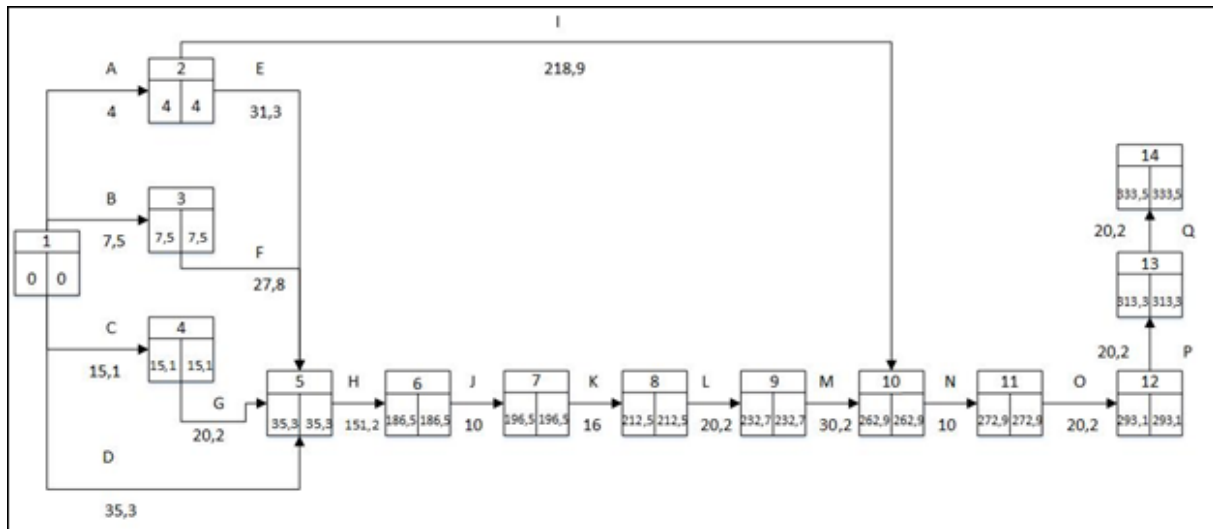 I
218,9
A
4
2
4 4
E
31,3
B
7,5
3
7,5 7,5
F
27,8
1
0 0
C
15,1
4
15,1 15,1
G
20,2
D
35,3
5
35,3 35,3
H
151,2
6
186,5 186,5
J
10
7
196,5 196,5
K
16
8
212,5 212,5
L
20,2
9
232,7 232,7
M
30,2
10
262,9 262,9
N
10
11
272,9 272,9
O
20,2
12
293,1 293,1
20,2 P
13
313,3 313,3
20,2 Q
14
333,5 333,5